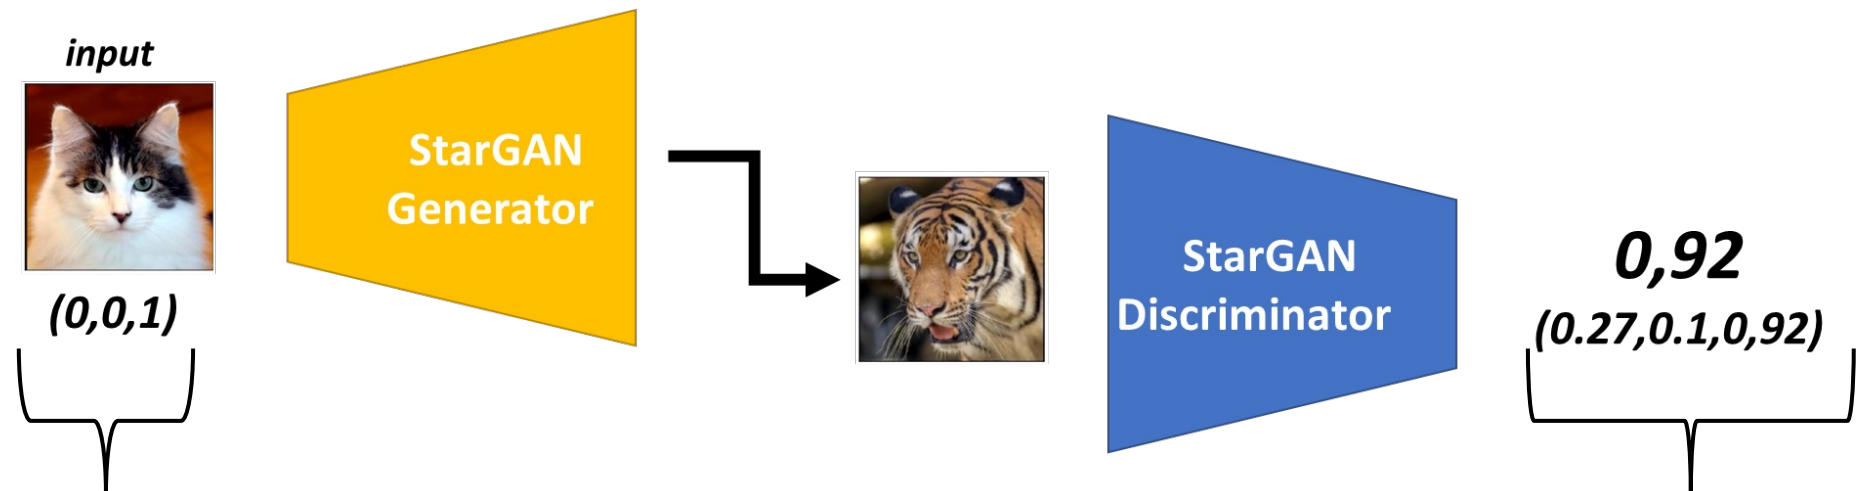 input
(0,0,1)
StarGAN
Generator
StarGAN
Discriminator
0,92
(0.27,0.1,0,92)